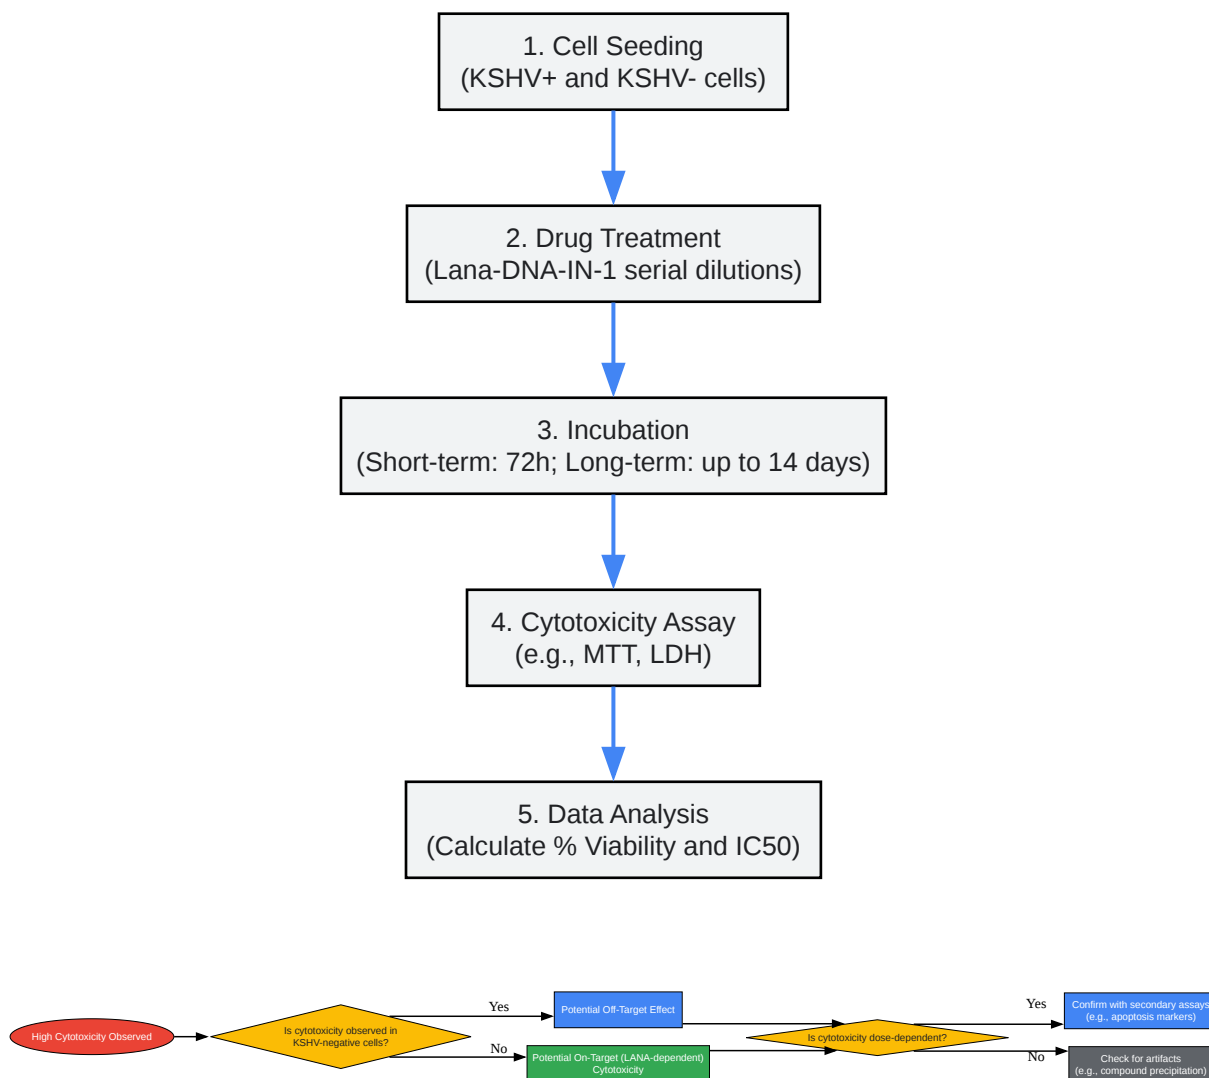 1. Cell Seeding
(KSHV+ and KSHV- cells)
2. Drug Treatment
(Lana-DNA-IN-1 serial dilutions)
3. Incubation
(Short-term: 72h; Long-term: up to 14 days)
4. Cytotoxicity Assay
(e.g., MTT, LDH)
5. Data Analysis
(Calculate % Viability and IC50)
High Cytotoxicity Observed
Is cytotoxicity observed in
KSHV-negative cells?
Yes
No
Potential Off-Target Effect
Potential On-Target (LANA-dependent)
Cytotoxicity
Is cytotoxicity dose-dependent?
Yes
No
Confirm with secondary assays
(e.g., apoptosis markers)
Check for artifacts
(e.g., compound precipitation)